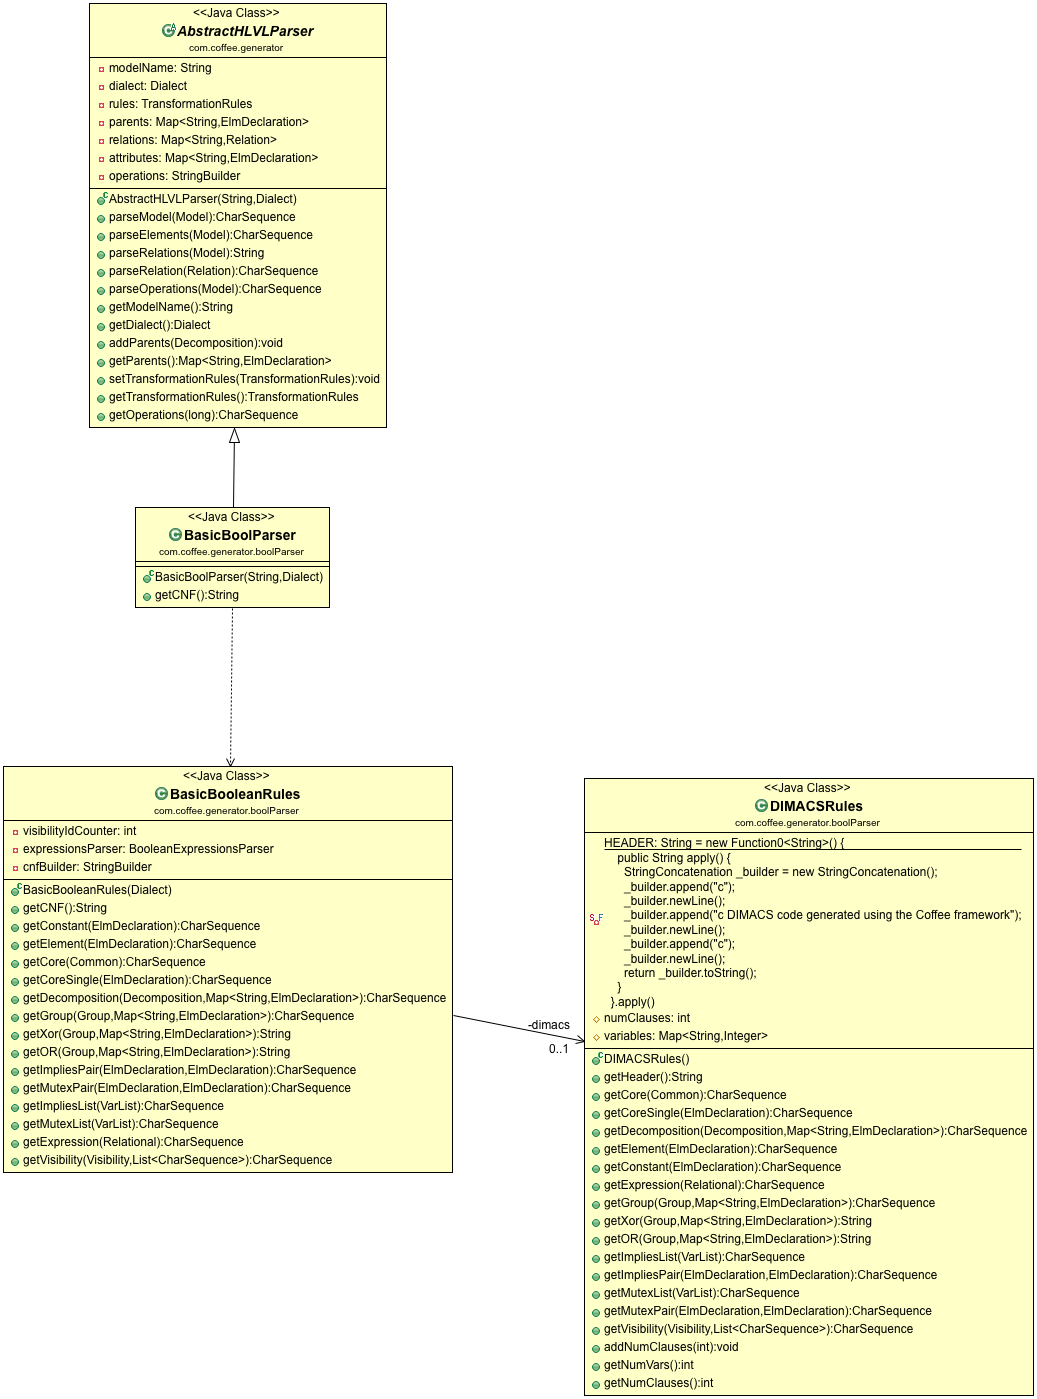 <<Java Class>>
AbstractHLVLParser
com.coffee.generator
modelName: String
dialect: Dialect
rules: TransformationRules
parents: Map<String,ElmDeclaration>
relations: Map<String,Relation>
attributes: Map<String,ElmDeclaration>
operations: StringBuilder
AbstractHLVLParser(String,Dialect)
parseModel(Model):CharSequence
parseElements(Model):CharSequence
parseRelations(Model):String
parseRelation(Relation):CharSequence
parseOperations(Model):CharSequence
getModelName():String
getDialect():Dialect
addParents(Decomposition):void
getParents():Map<String,ElmDeclaration>
setTransformationRules(TransformationRules):void
getTransformationRules():TransformationRules
getOperations(long):CharSequence
<<Java Class>>
BasicBoolParser
com.coffee.generator.boolParser
BasicBoolParser(String,Dialect)
getCNF():String
<<Java Class>>
BasicBooleanRules
com.coffee.generator.boolParser
visibilityIdCounter: int
expressionsParser: BooleanExpressionsParser
cnfBuilder: StringBuilder
BasicBooleanRules(Dialect)
getCNF():String
getConstant(ElmDeclaration):CharSequence
getElement(ElmDeclaration):CharSequence
getCore(Common):CharSequence
getCoreSingle(ElmDeclaration):CharSequence
getDecomposition(Decomposition,Map<String,ElmDeclaration>):CharSequence
getGroup(Group,Map<String,ElmDeclaration>):CharSequence
getXor(Group,Map<String,ElmDeclaration>):String
getOR(Group,Map<String,ElmDeclaration>):String
getImpliesPair(ElmDeclaration,ElmDeclaration):CharSequence
getMutexPair(ElmDeclaration,ElmDeclaration):CharSequence
getImpliesList(VarList):CharSequence
getMutexList(VarList):CharSequence
getExpression(Relational):CharSequence
getVisibility(Visibility,List<CharSequence>):CharSequence
-dimacs
0..1
<<Java Class>>
DIMACSRules
com.coffee.generator.boolParser
HEADER: String = new Function0<String>() {
public String apply() {
StringConcatenation _builder = new StringConcatenation();
_builder.append("c");
_builder.newLine();
_builder.append("c DIMACS code generated using the Coffee framework");
_builder.newLine();
_builder.append("c");
_builder.newLine();
return _builder.toString();
}
}.apply()
numClauses: int
variables: Map<String,Integer>
DIMACSRules()
getHeader():String
getCore(Common):CharSequence
getCoreSingle(ElmDeclaration):CharSequence
getDecomposition(Decomposition,Map<String,ElmDeclaration>):CharSequence
getElement(ElmDeclaration):CharSequence
getConstant(ElmDeclaration):CharSequence
getExpression(Relational):CharSequence
getGroup(Group,Map<String,ElmDeclaration>):CharSequence
getXor(Group,Map<String,ElmDeclaration>):String
getOR(Group,Map<String,ElmDeclaration>):String
getImpliesList(VarList):CharSequence
getImpliesPair(ElmDeclaration,ElmDeclaration):CharSequence
getMutexList(VarList):CharSequence
getMutexPair(ElmDeclaration,ElmDeclaration):CharSequence
getVisibility(Visibility,List<CharSequence>):CharSequence
addNumClauses(int):void
getNumVars():int
getNumClauses():int